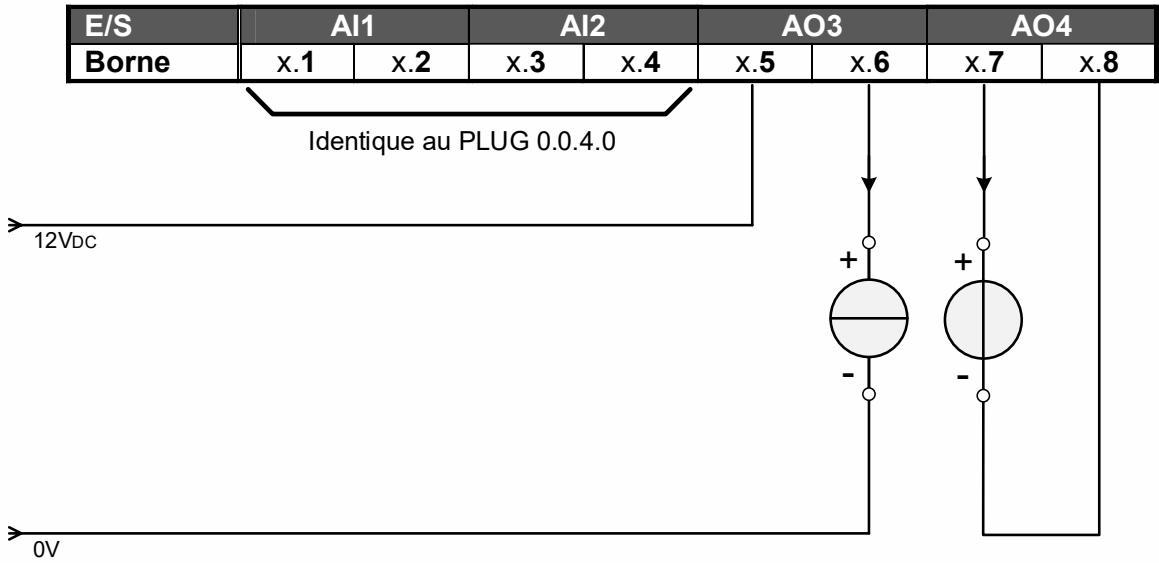 E/S AI1 AI2 AO3 AO4
Borne x.1 x.2 x.3 x.4 x.5 x.6 x.7 x.8
Identique au PLUG 0.0.4.0
12VDC
+ +
- -
0V